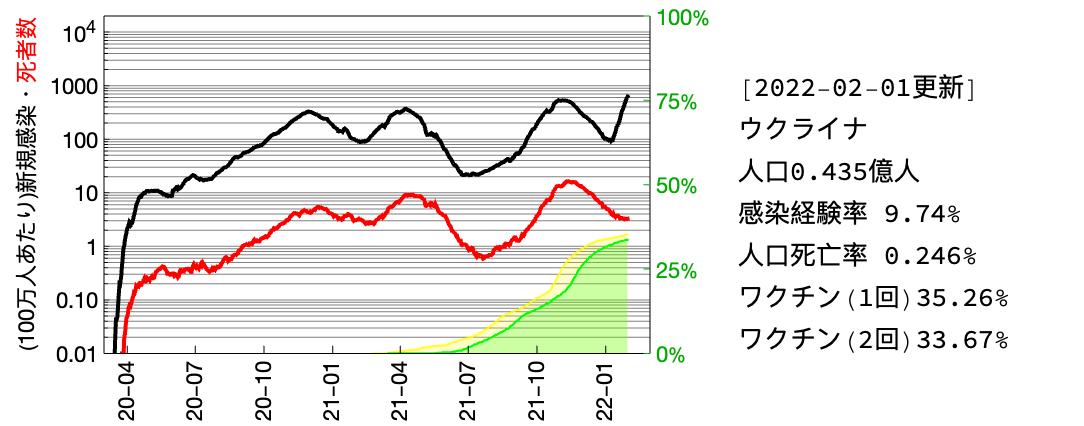 (100万人あたり)新規感染・死者数
10^4
1000
100
10
1
0.10
0.01
100%
75%
50%
25%
0%
20-04
20-07
20-10
21-01
21-04
21-07
21-10
22-01
[2022-02-01更新]
ウクライナ
人口0.435億人
感染経験率 9.74%
人口死亡率 0.246%
ワクチン(1回)35.26%
ワクチン(2回)33.67%